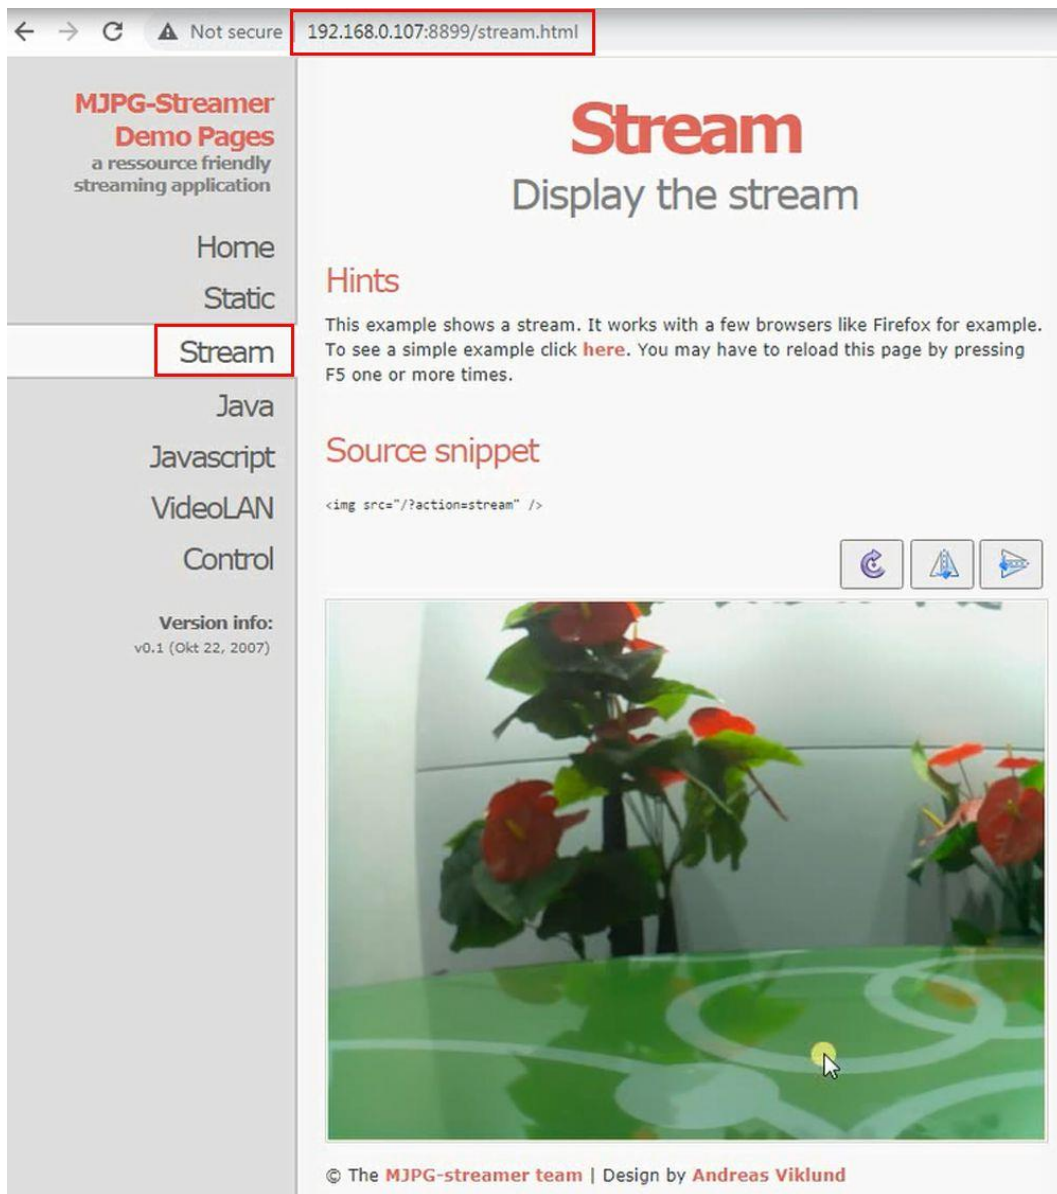 Not secure
192.168.0.107:8899/stream.html
MJPG-Streamer
Demo Pages
a ressource friendly
streaming application
Home
Static
Stream
Java
Javascript
VideoLAN
Control
Version info:
v0.1 (Okt 22, 2007)
Stream
Display the stream
Hints
This example shows a stream. It works with a few browsers like Firefox for example.
To see a simple example click here. You may have to reload this page by pressing
F5 one or more times.
Source snippet
<img src="/?action=stream" />
© The MJPG-streamer team | Design by Andreas Viklund